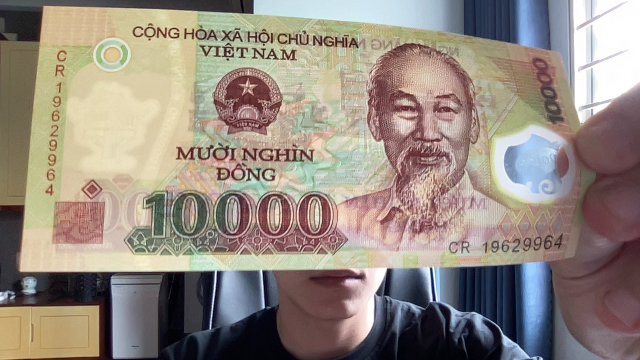 CỘNG HÒA XÃ HỘI CHỦ NGHĨA
VIỆT NAM
CR 19629964
MƯỜI NGHÌN
ĐỒNG
10.000
10000
CR 19629964